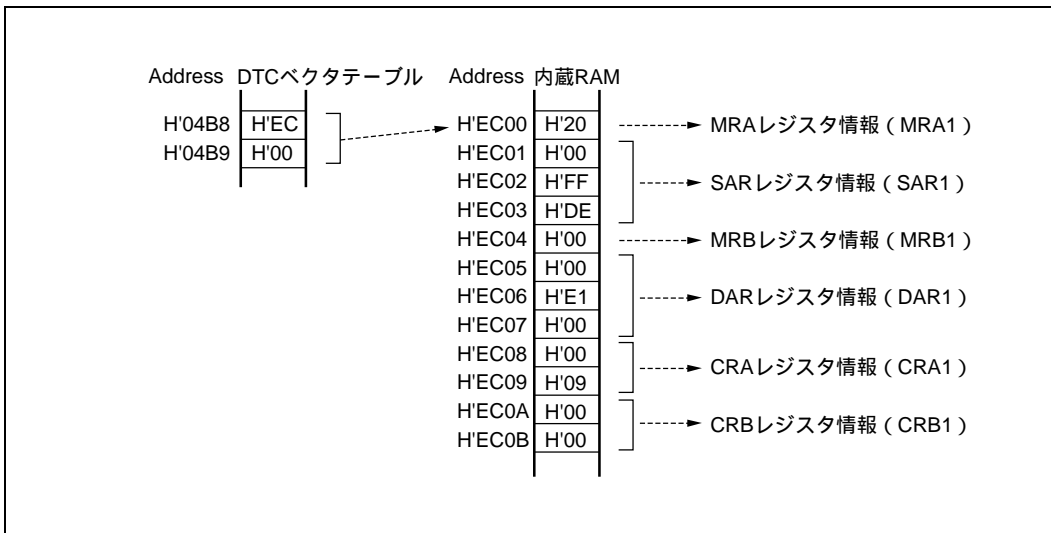 Address DTCベクタテーブル Address 内蔵RAM
H'04B8 H'EC H'EC00 H'20 MRAレジスタ情報（MRA1）
H'04B9 H'00 H'EC01 H'00
H'EC02 H'FF SARレジスタ情報（SAR1）
H'EC03 H'DE
H'EC04 H'00 MRBレジスタ情報（MRB1）
H'EC05 H'00
H'EC06 H'E1 DARレジスタ情報（DAR1）
H'EC07 H'00
H'EC08 H'00
CRAレジスタ情報（CRA1）
H'EC09 H'09
H'EC0A H'00
CRBレジスタ情報（CRB1）
H'EC0B H'00